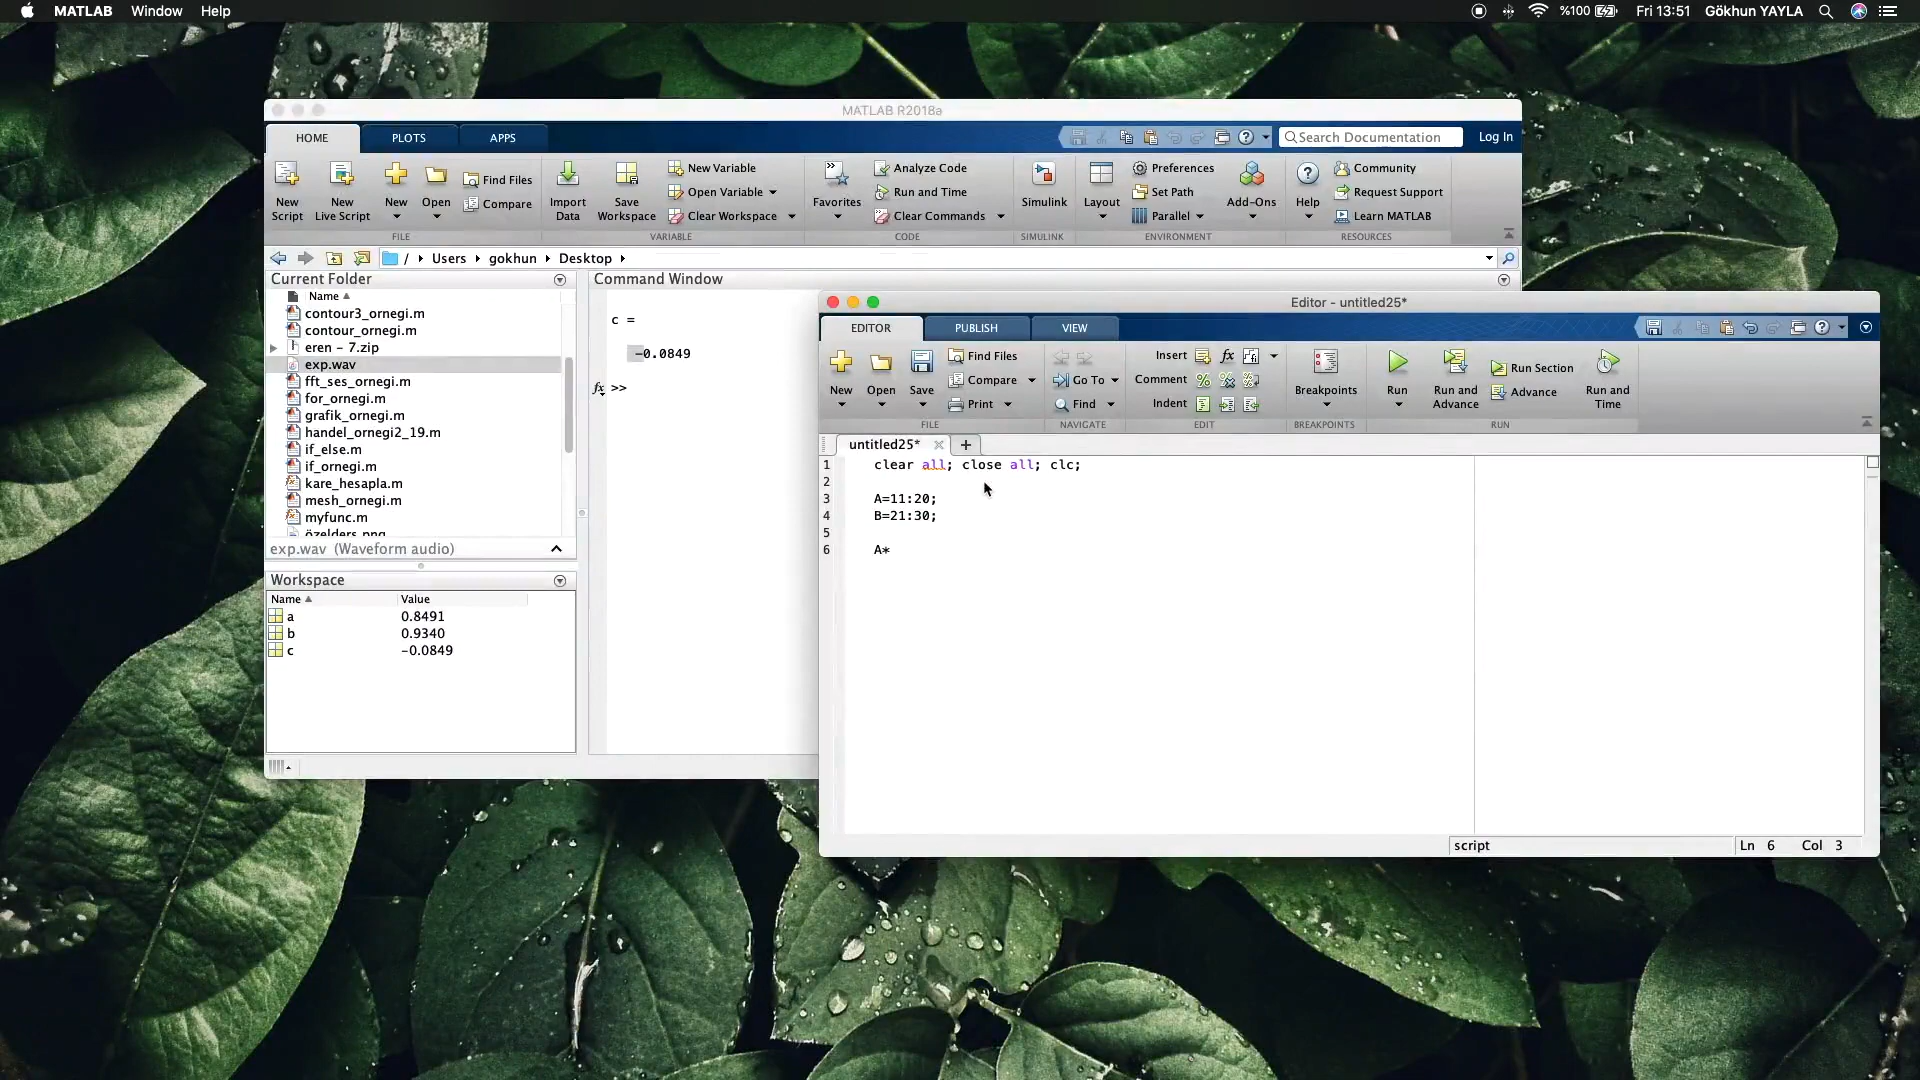 MATLAB Window Help
%100 Fri 13:51 Gökhun YAYLA
MATLAB R2018a
HOME PLOTS APPS
Search Documentation Log In
New Script
New Live Script
New
Open
Find Files
Compare
Import Data
Save Workspace
New Variable
Open Variable
Clear Workspace
Favorites
Analyze Code
Run and Time
Clear Commands
Simulink
Layout
Preferences
Set Path
Parallel
Add-Ons
Help
Community
Request Support
Learn MATLAB
FILE VARIABLE CODE SIMULINK ENVIRONMENT RESOURCES
/ Users gokhun Desktop
Current Folder
Name
contour3_ornegi.m
contour_ornegi.m
eren - 7.zip
exp.wav
fft_ses_ornegi.m
for_ornegi.m
grafik_ornegi.m
handel_ornegi2_19.m
if_else.m
if_ornegi.m
kare_hesapla.m
mesh_ornegi.m
myfunc.m
özelders.png
exp.wav (Waveform audio)
Workspace
Name Value
a 0.8491
b 0.9340
c -0.0849
Command Window
c =
-0.0849
fx >>
Editor - untitled25*
EDITOR PUBLISH VIEW
New
Open
Save
Find Files
Compare
Print
Go To
Find
Insert fx
Comment
Indent
Breakpoints
Run
Run and Advance
Run Section
Advance
Run and Time
FILE NAVIGATE EDIT BREAKPOINTS RUN
untitled25*
1 clear all; close all; clc;
2
3 A=11:20;
4 B=21:30;
5
6 A*
script Ln 6 Col 3